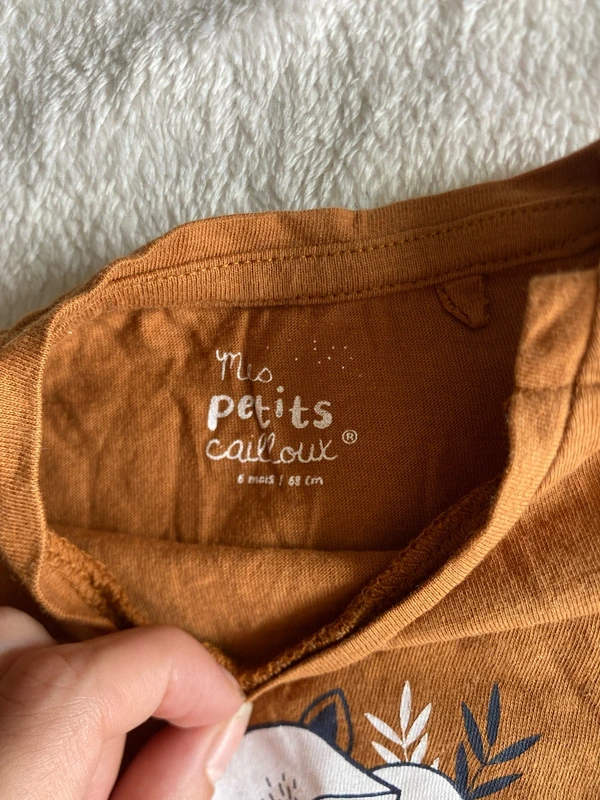 Mes
petits
cailloux®
6 mois / 68 cm